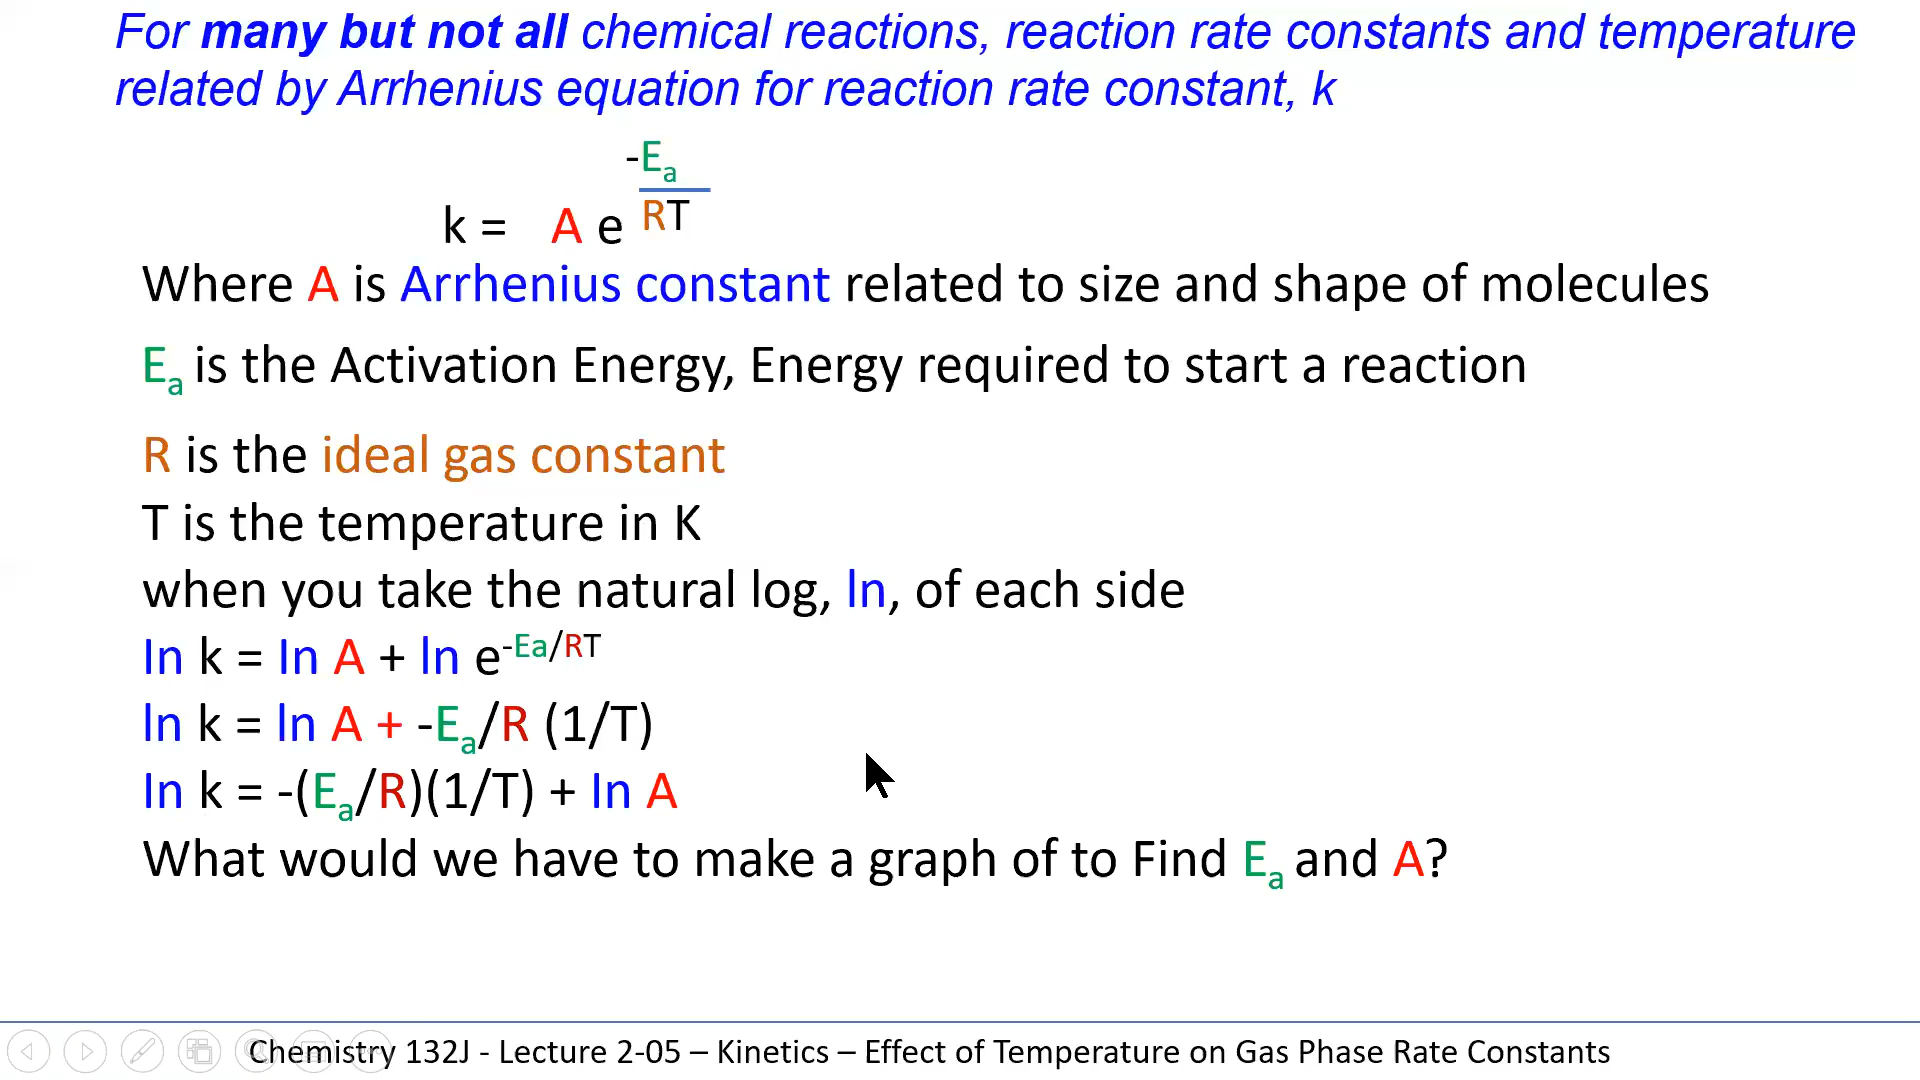 For many but not all chemical reactions, reaction rate constants and temperature
related by Arrhenius equation for reaction rate constant, k
-Ea
k = A e RT
Where A is Arrhenius constant related to size and shape of molecules
Ea is the Activation Energy, Energy required to start a reaction
R is the ideal gas constant
T is the temperature in K
when you take the natural log, ln, of each side
ln k = ln A + ln e-Ea/RT
ln k = ln A + -Ea/R (1/T)
ln k = -(Ea/R)(1/T) + ln A
What would we have to make a graph of to Find Ea and A?
Chemistry 132J - Lecture 2-05 – Kinetics – Effect of Temperature on Gas Phase Rate Constants